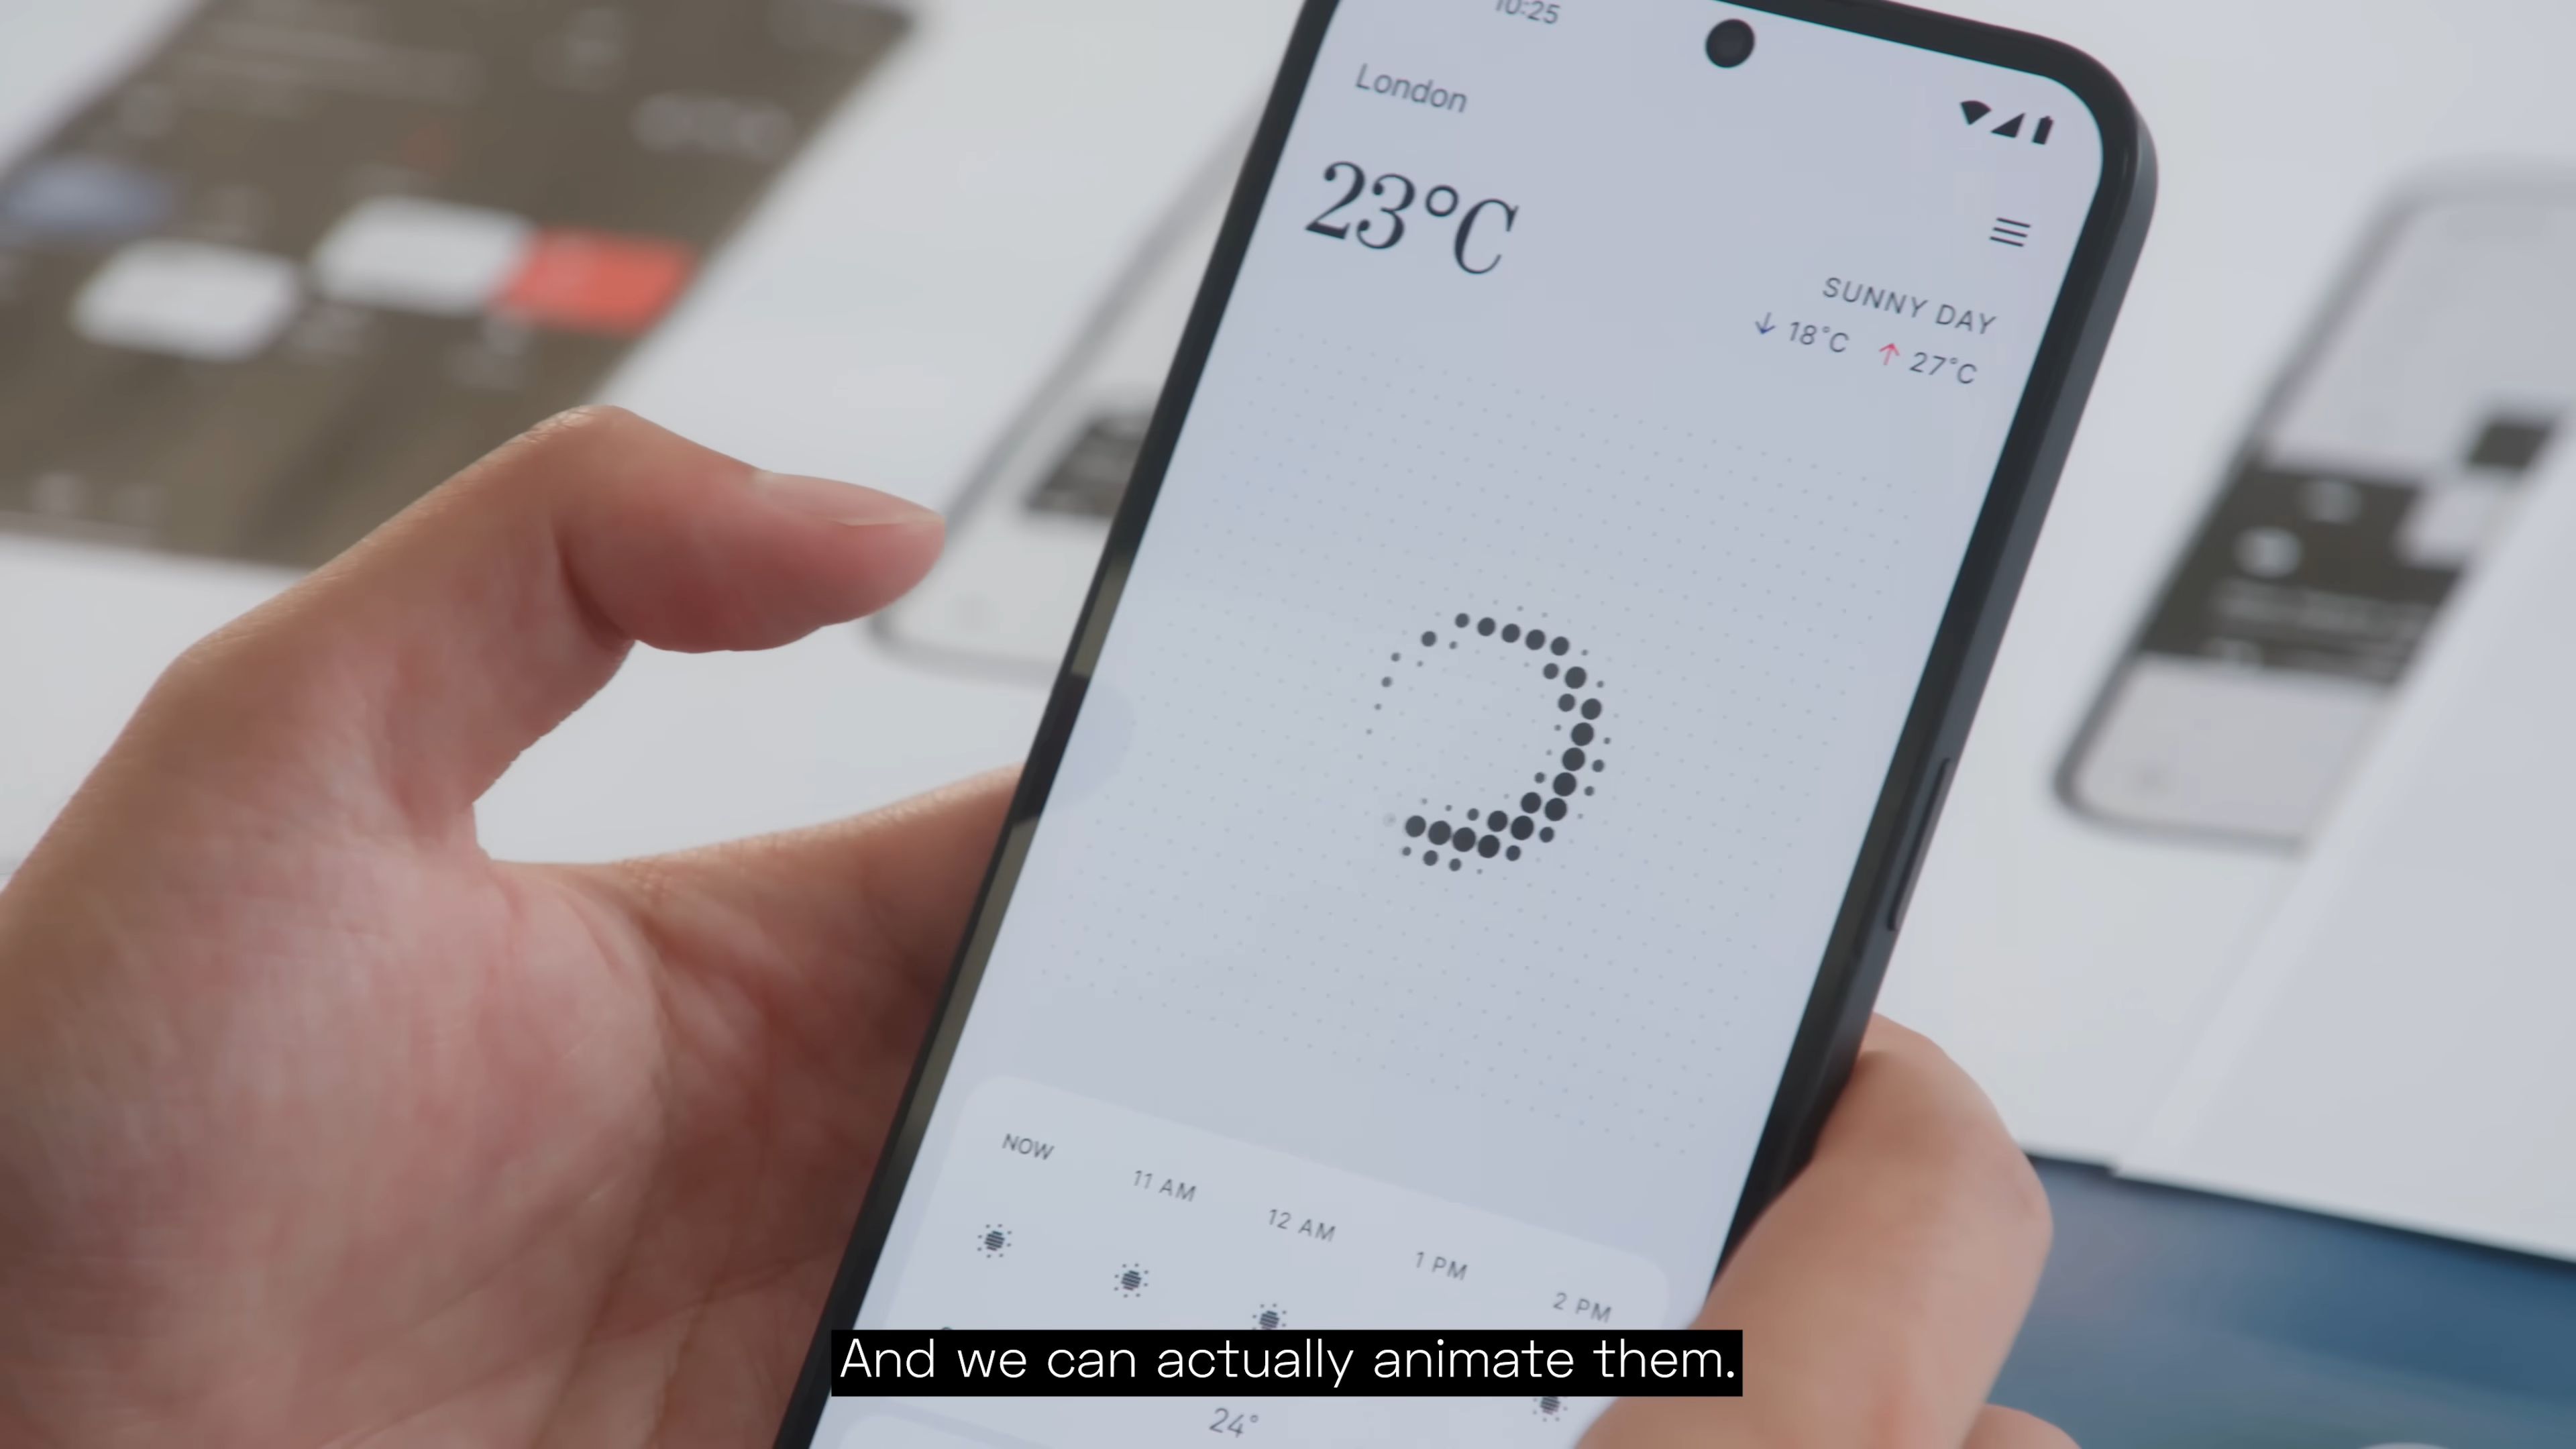 10:25
London
23°C
SUNNY DAY
↓ 18°C ↑ 27°C
NOW
11 AM
12 AM
1 PM
2 PM
24°
And we can actually animate them.